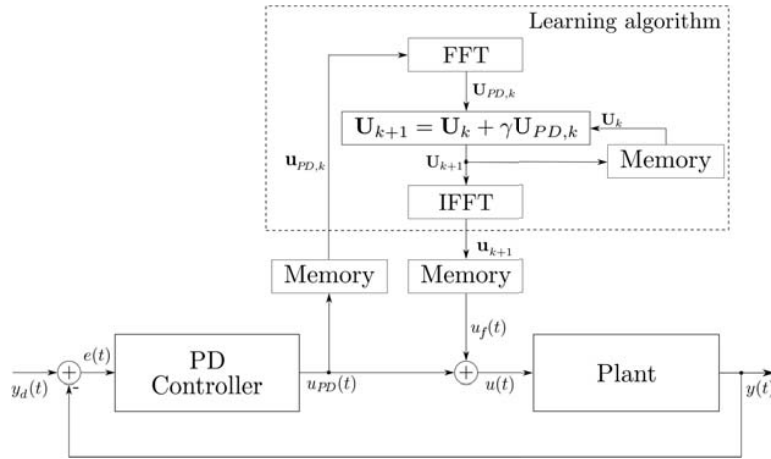 Learning algorithm
FFT
U_{PD,k}
U_{k+1} = U_k + γU_{PD,k}
U_k
u_{PD,k}
U_{k+1}
Memory
IFFT
u_{k+1}
Memory
Memory
u_f(t)
e(t)
PD
Controller
Plant
y_d(t)
-
u_{PD}(t)
u(t)
y(t)